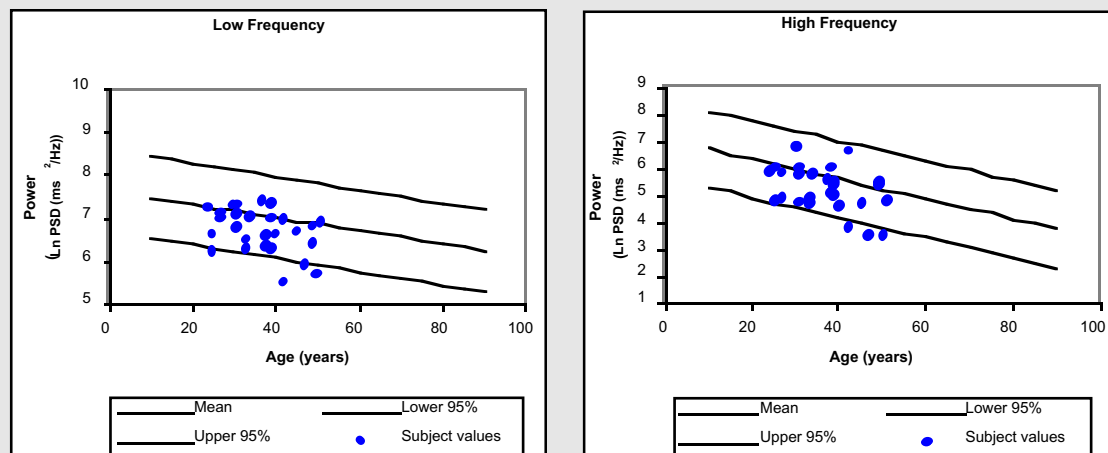 Low Frequency
Power
(Ln PSD (ms 2/Hz))
10
9
8
7
6
5
0 20 40 60 80 100
Age (years)
Mean Lower 95%
Upper 95% Subject values
High Frequency
Power
(Ln PSD (ms 2/Hz))
9
8
7
6
5
4
3
2
1
0 20 40 60 80 100
Age (years)
Mean Lower 95%
Upper 95% Subject values